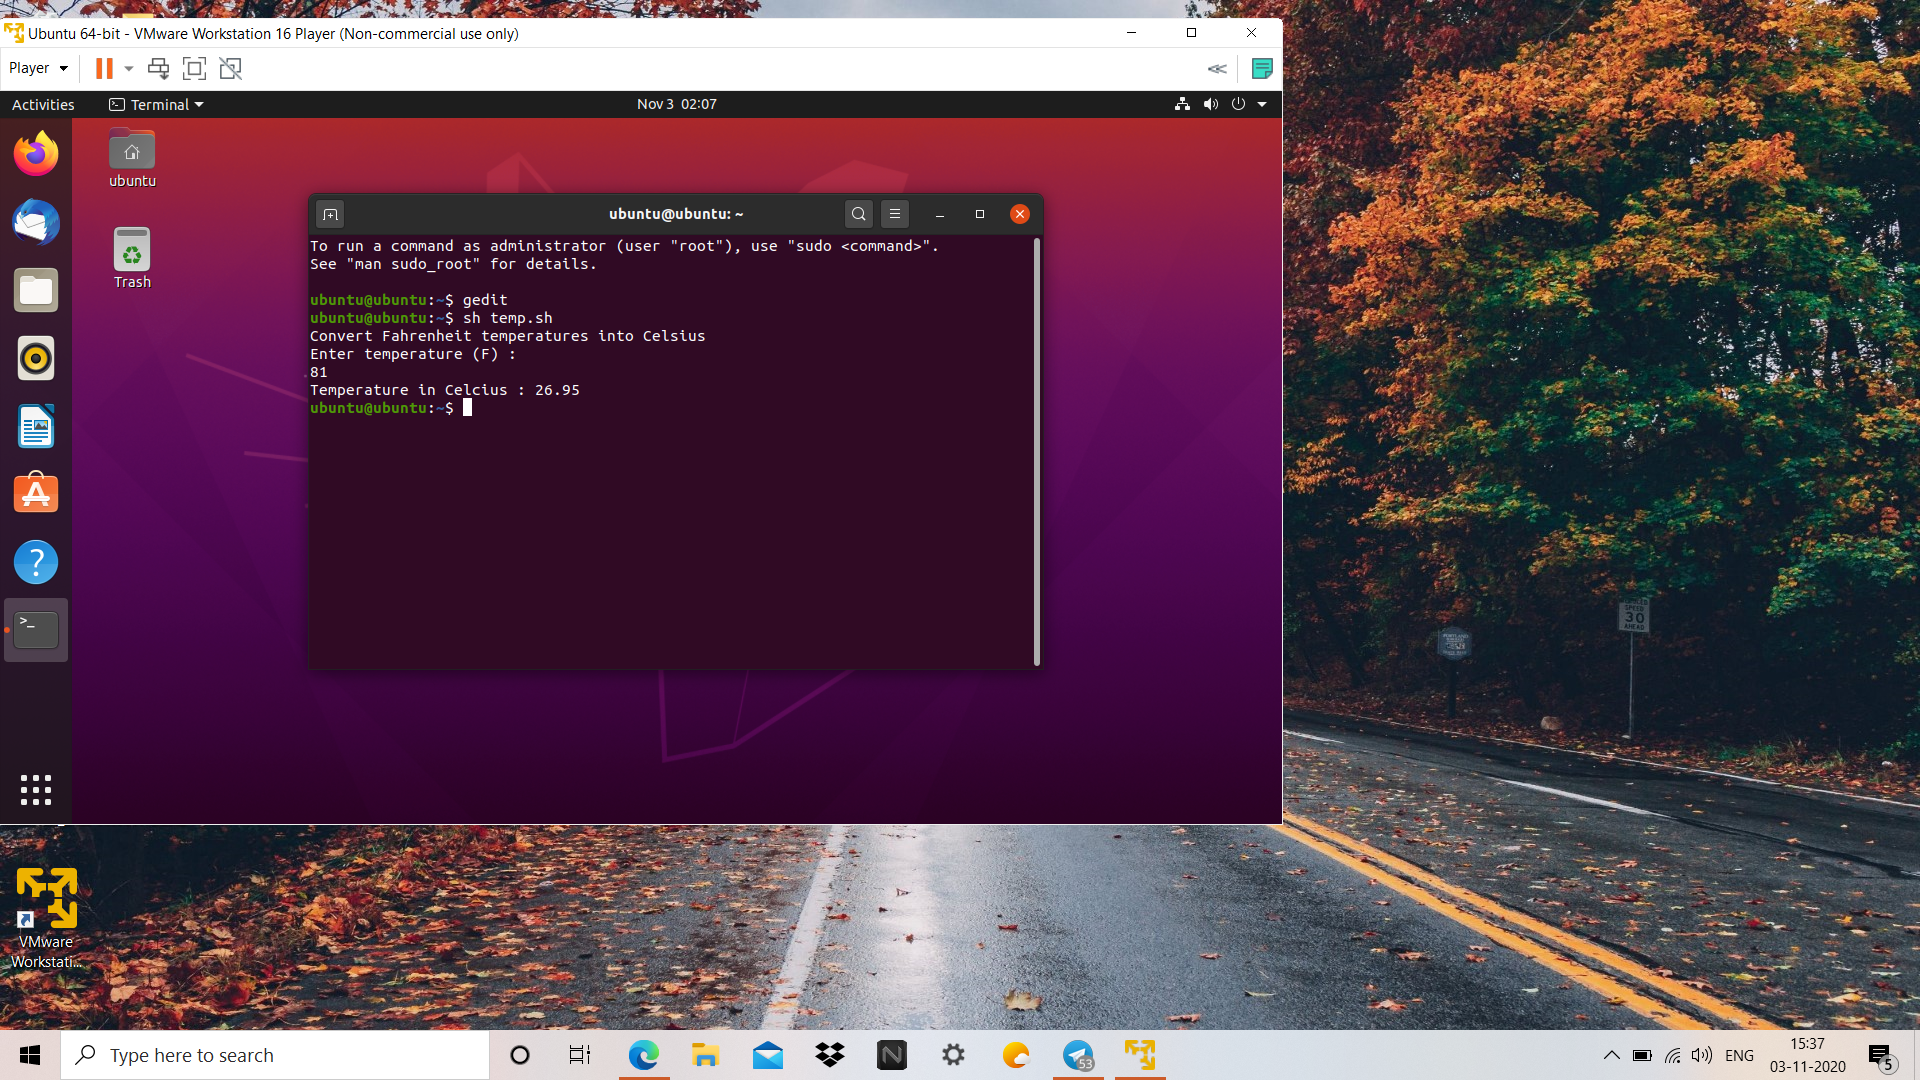 Ubuntu 64-bit - VMware Workstation 16 Player (Non-commercial use only)
Player
Activities
Terminal
Nov 3 02:07
ubuntu
Trash
ubuntu@ubuntu: ~
To run a command as administrator (user "root"), use "sudo <command>".
See "man sudo_root" for details.
ubuntu@ubuntu:~$ gedit
ubuntu@ubuntu:~$ sh temp.sh
Convert Fahrenheit temperatures into Celsius
Enter temperature (F) :
81
Temperature in Celcius : 26.95
ubuntu@ubuntu:~$
>_
SPEED
30
AHEAD
VMware
Workstati...
Type here to search
N
53
ENG
15:37
03-11-2020
5